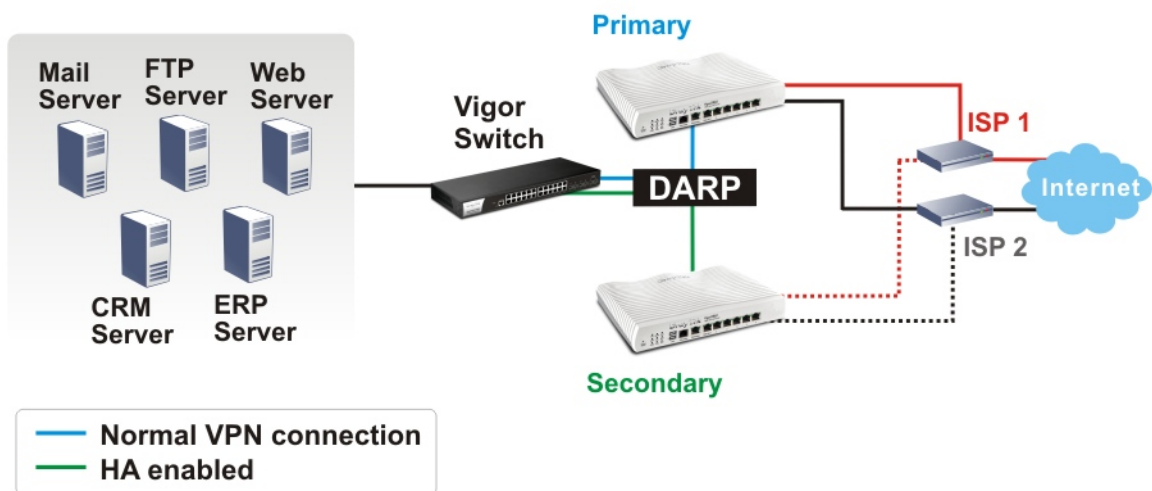 Primary
Mail
Server
FTP
Server
Web
Server
Vigor
Switch
ISP 1
DARP
Internet
ISP 2
CRM
Server
ERP
Server
Secondary
Normal VPN connection
HA enabled